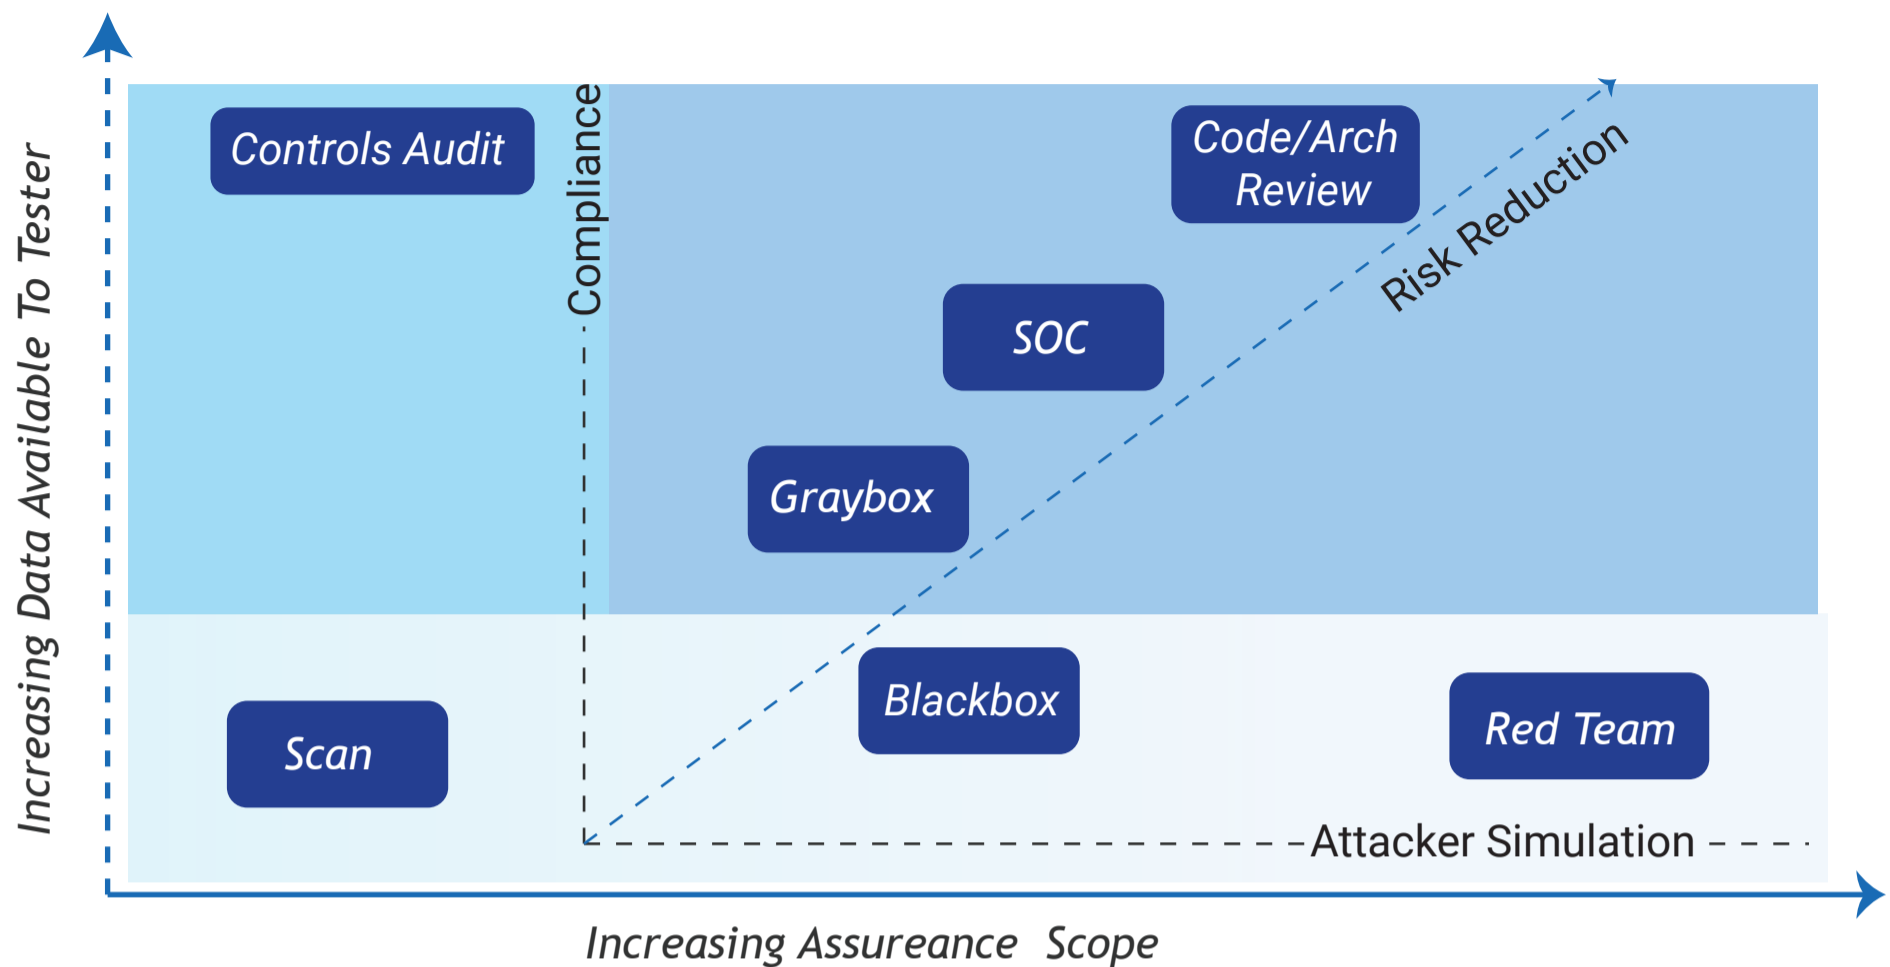 Increasing Data Available To Tester
Controls Audit
Compliance
Code/Arch
Review
Risk Reduction
SOC
Graybox
Blackbox
Scan
Red Team
Attacker Simulation
Increasing Assureance Scope